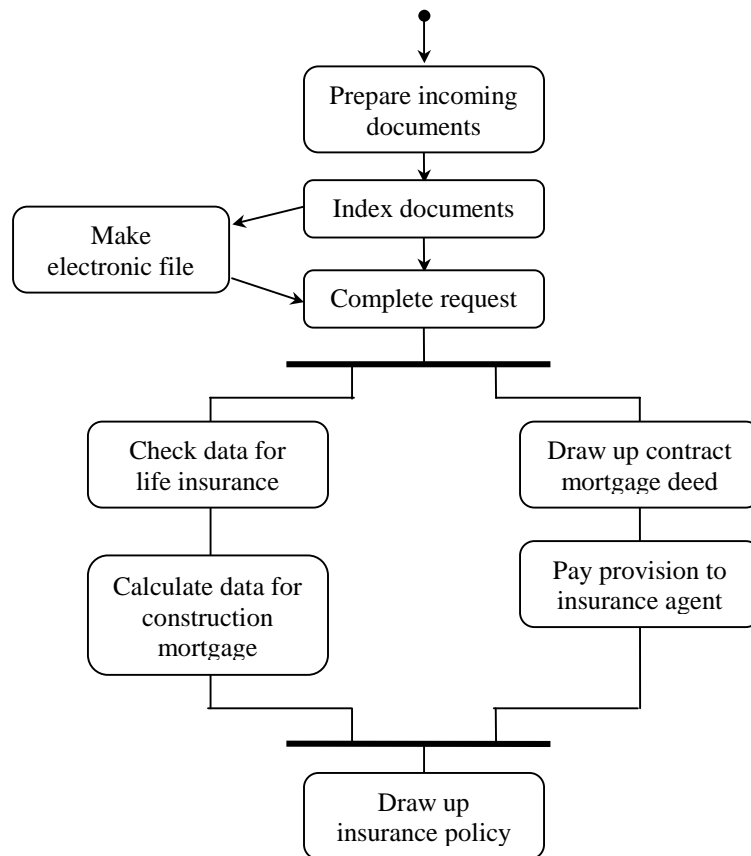 Prepare incoming
documents
Index documents
Make
electronic file
Complete request
Check data for
life insurance
Draw up contract
mortgage deed
Calculate data for
construction
mortgage
Pay provision to
insurance agent
Draw up
insurance policy